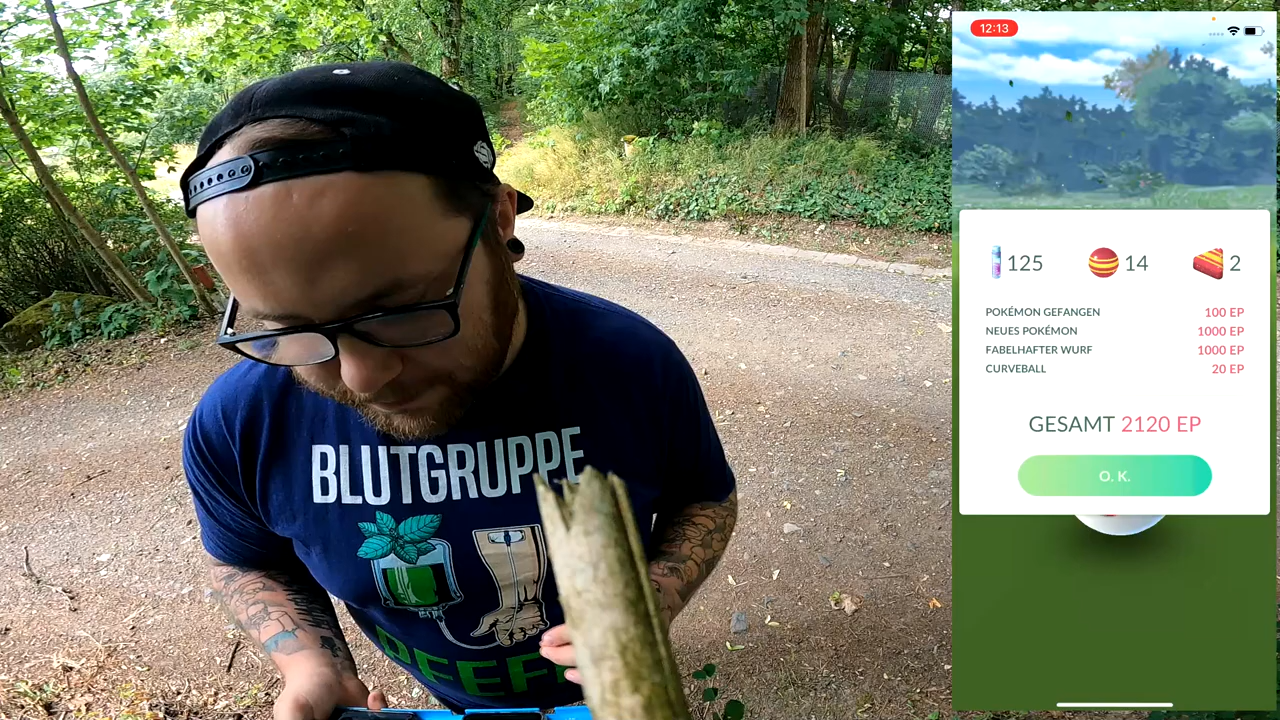 BLUTGRUPPE
12:13
125
14
2
POKÉMON GEFANGEN 100 EP
NEUES POKÉMON 1000 EP
FABELHAFTER WURF 1000 EP
CURVEBALL 20 EP
GESAMT 2120 EP
O. K.